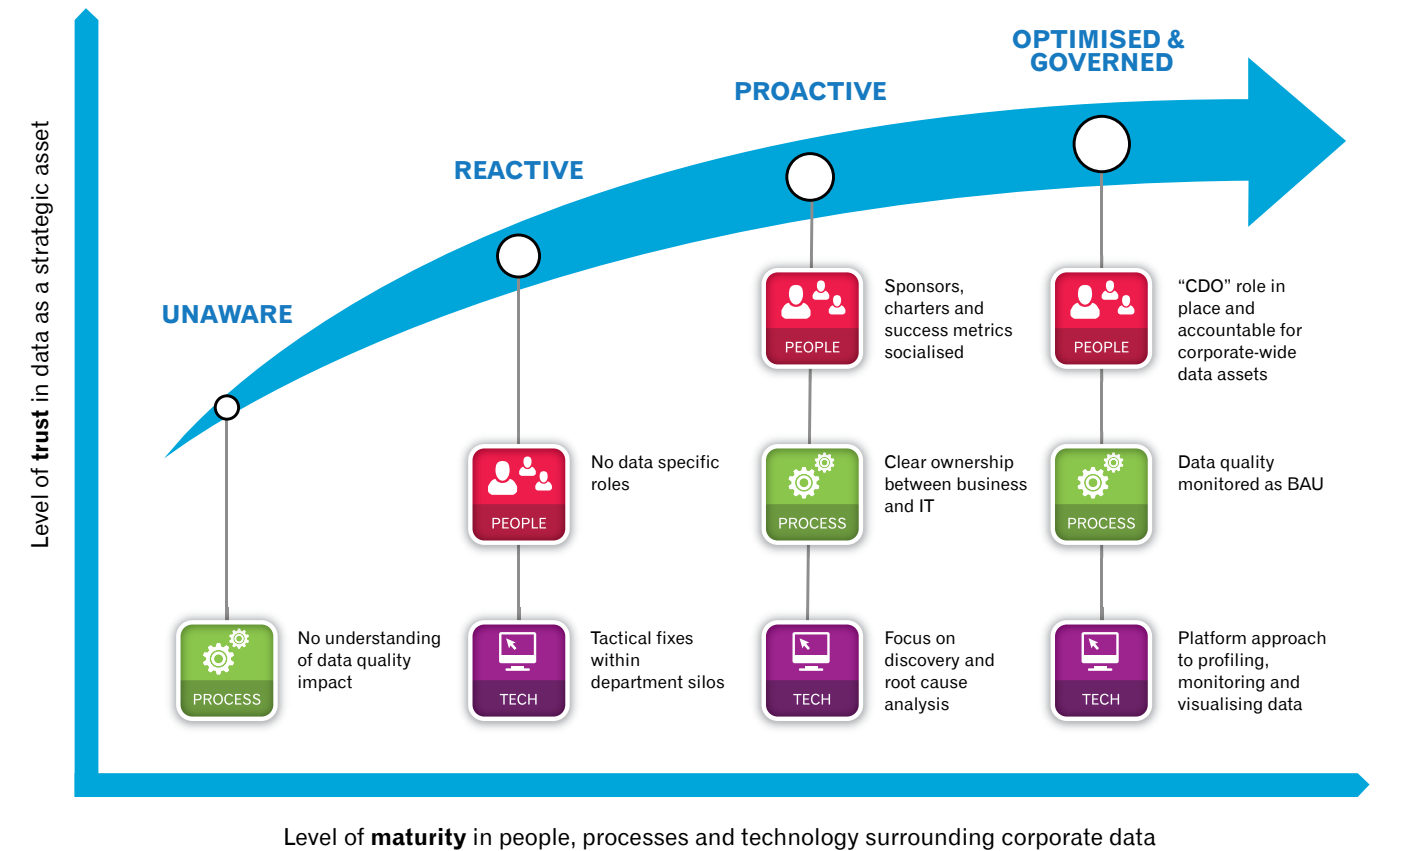 OPTIMISED &
GOVERNED
PROACTIVE
REACTIVE
UNAWARE
Level of trust in data as a strategic asset
PROCESS
No understanding
of data quality
impact
PEOPLE
No data specific
roles
TECH
Tactical fixes
within
department silos
PEOPLE
Sponsors,
charters and
success metrics
socialised
PROCESS
Clear ownership
between business
and IT
TECH
Focus on
discovery and
root cause
analysis
PEOPLE
“CDO” role in
place and
accountable for
corporate-wide
data assets
PROCESS
Data quality
monitored as BAU
TECH
Platform approach
to profiling,
monitoring and
visualising data
Level of maturity in people, processes and technology surrounding corporate data